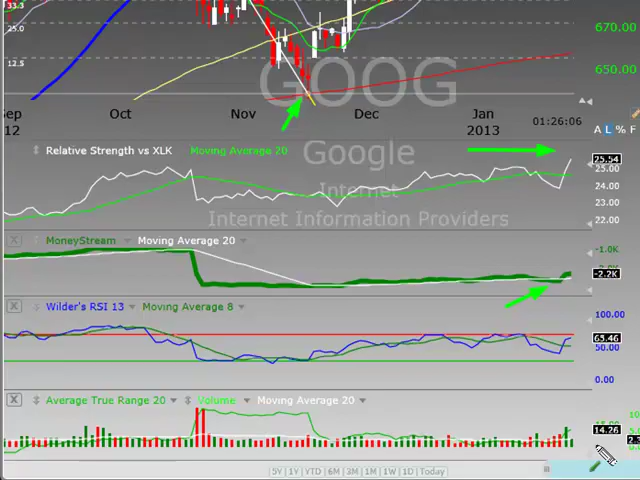 33.3
25.0
670.00
12.5
650.00
GOOG
Sep Oct Nov Dec Jan
12 2013 01:26:06
A L % F
Relative Strength vs XLK Moving Average 20
Google
Internet
Internet Information Providers
25.54
25.00
24.00
23.00
22.00
MoneyStream Moving Average 20
-1.0K
-2.2K
Wilder's RSI 13 Moving Average 8
100.00
65.46
50.00
0.00
Average True Range 20 Volume Moving Average 20
14.26
5Y 1Y YTD 6M 3M 1M 1W 1D Today